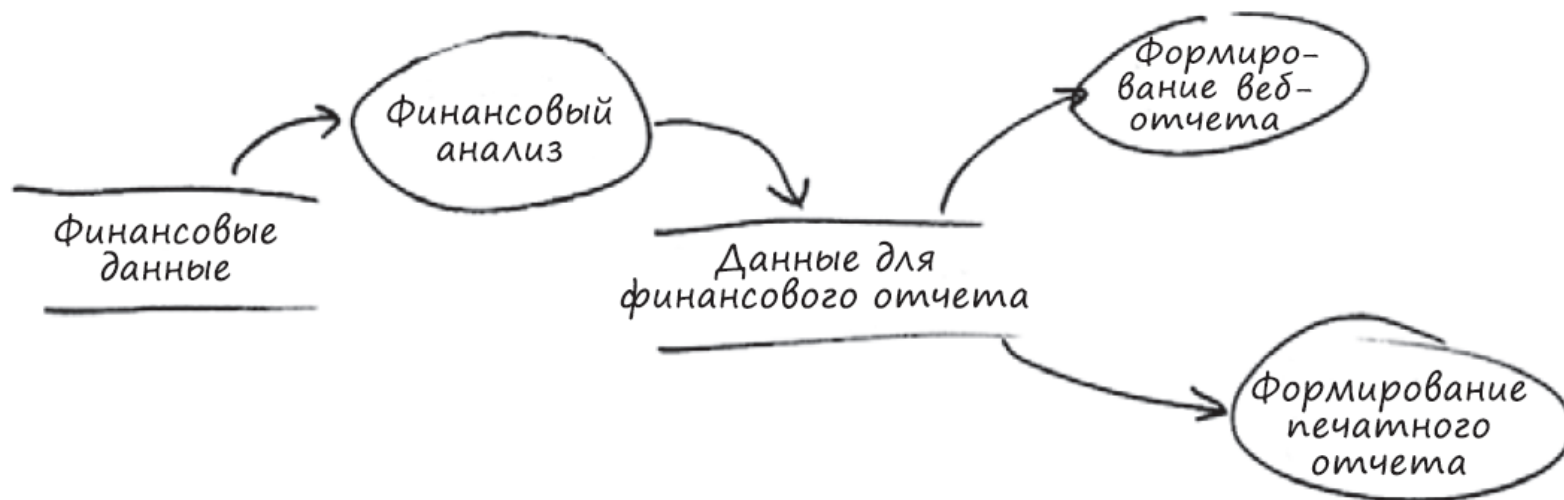 Финансовые
данные
Финансовый
анализ
Данные для
финансового отчета
Формиро-
вание веб-
отчета
Формирование
печатного
отчета